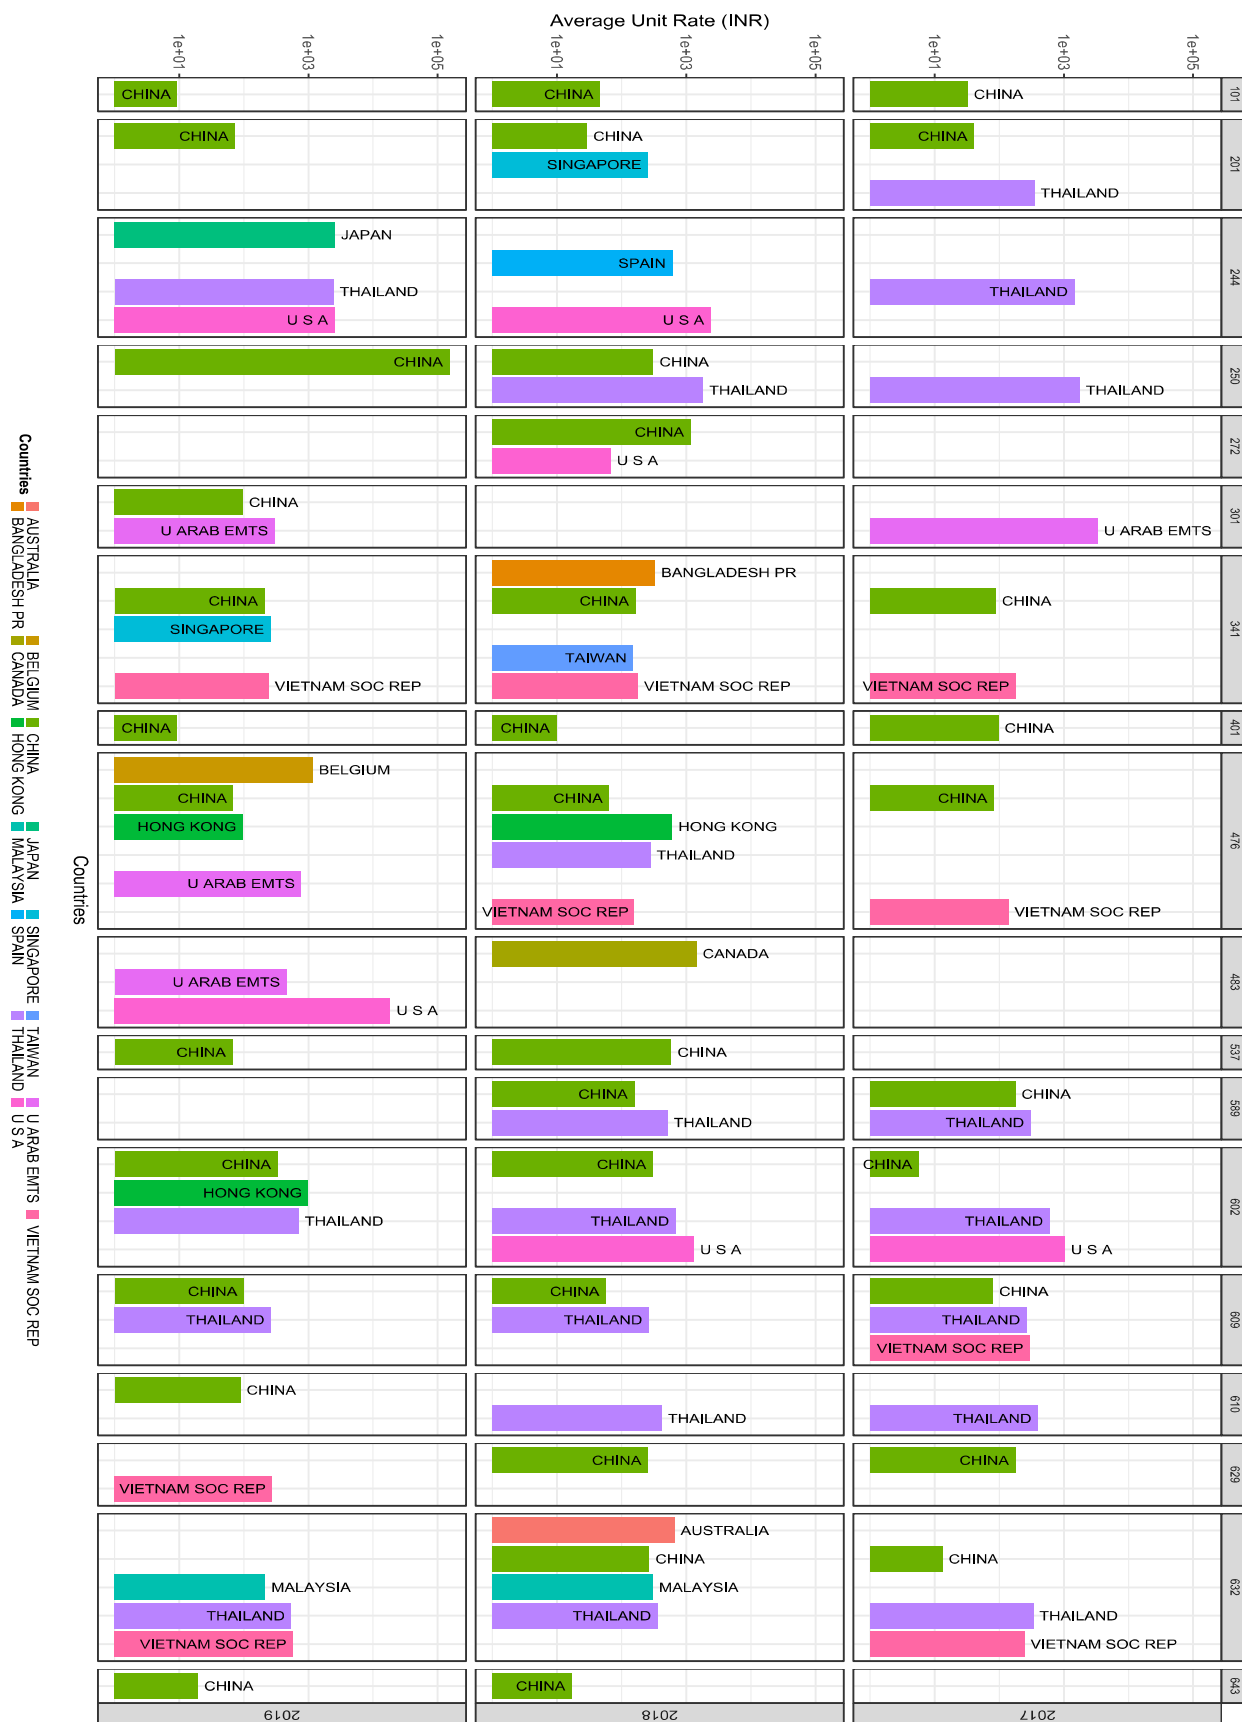 Average Unit Rate (INR)
1e+01 1e+03 1e+05 1e+01 1e+03 1e+05 1e+01 1e+03 1e+05
CHINA CHINA CHINA 101
CHINA CHINA CHINA 201
SINGAPORE
THAILAND
JAPAN 244
SPAIN
THAILAND THAILAND
U S A U S A
CHINA CHINA 250
THAILAND THAILAND
CHINA 272
U S A
CHINA 301
U ARAB EMTS U ARAB EMTS
BANGLADESH PR 341
CHINA CHINA CHINA
SINGAPORE
TAIWAN
VIETNAM SOC REP VIETNAM SOC REP VIETNAM SOC REP
CHINA CHINA CHINA 401
BELGIUM 476
CHINA CHINA CHINA
HONG KONG HONG KONG
THAILAND
U ARAB EMTS
VIETNAM SOC REP VIETNAM SOC REP
CANADA 483
U ARAB EMTS
U S A
CHINA CHINA 537
CHINA CHINA 589
THAILAND THAILAND
CHINA CHINA CHINA 602
HONG KONG
THAILAND THAILAND THAILAND
U S A U S A
CHINA CHINA CHINA 609
THAILAND THAILAND THAILAND
VIETNAM SOC REP
CHINA 610
THAILAND THAILAND
CHINA CHINA 629
VIETNAM SOC REP
AUSTRALIA 632
CHINA CHINA
MALAYSIA MALAYSIA
THAILAND THAILAND THAILAND
VIETNAM SOC REP VIETNAM SOC REP
CHINA CHINA 643
2019 2018 2017
Countries
Countries AUSTRALIA BELGIUM CHINA JAPAN SINGAPORE TAIWAN U ARAB EMTS VIETNAM SOC REP
BANGLADESH PR CANADA HONG KONG MALAYSIA SPAIN THAILAND U S A